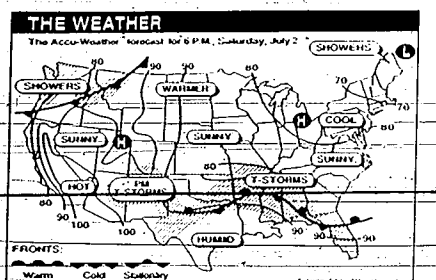 THE WEATHER
The Accu-Weather forecast for 6 P.M., Saturday, July 2
SHOWERS
L
80
90
90
80
SHOWERS
WARMER
70
70
H
COOL
80
SUNNY
H
SUNNY
SUNNY
80
HOT
PM
T-STORMS
T-STORMS
80
90
100
100
HUMID
90
90
90
FRONTS:
Warm Cold Stationary